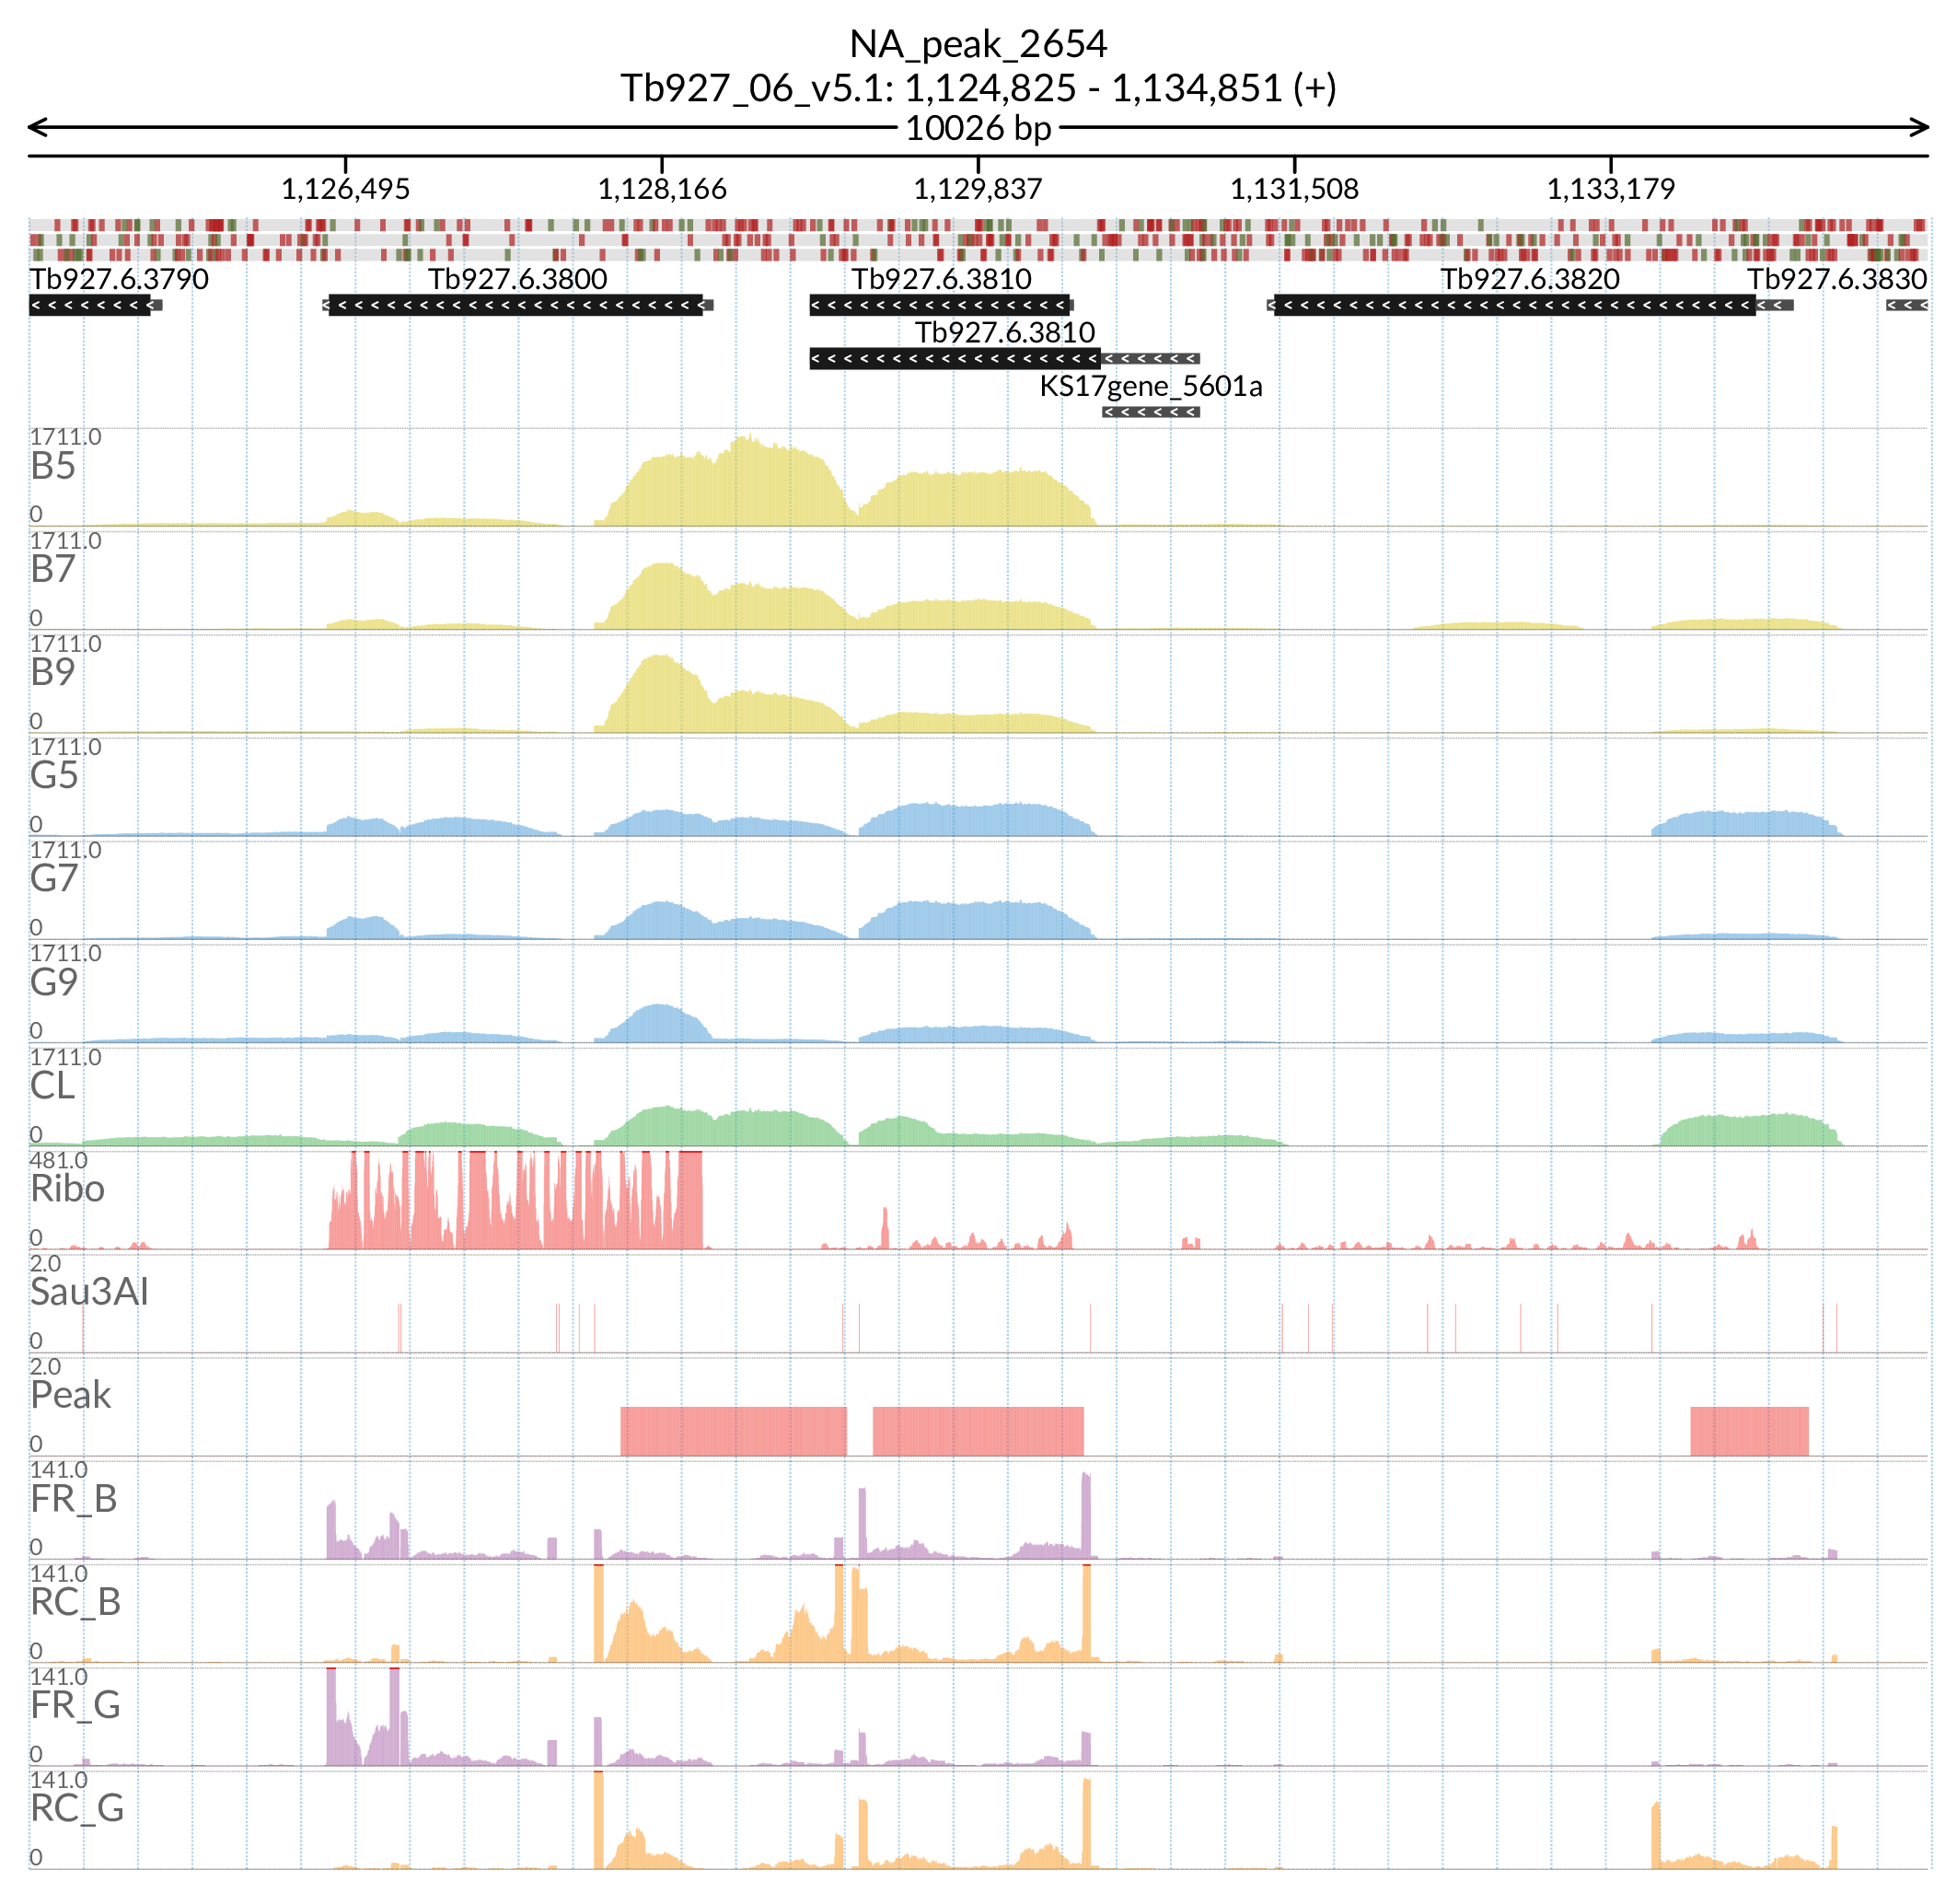 NA_peak_2654
Tb927_06_v5.1: 1,124,825 - 1,134,851 (+)
10026 bp
1,126,495 1,128,166 1,129,837 1,131,508 1,133,179
Tb927.6.3790 Tb927.6.3800 Tb927.6.3810 Tb927.6.3820 Tb927.6.3830
Tb927.6.3810
KS17gene_5601a
1711.0
B5
0
1711.0
B7
0
1711.0
B9
0
1711.0
G5
0
1711.0
G7
0
1711.0
G9
0
1711.0
CL
0
481.0
Ribo
0
2.0
Sau3AI
0
2.0
Peak
0
141.0
FR_B
0
141.0
RC_B
0
141.0
FR_G
0
141.0
RC_G
0